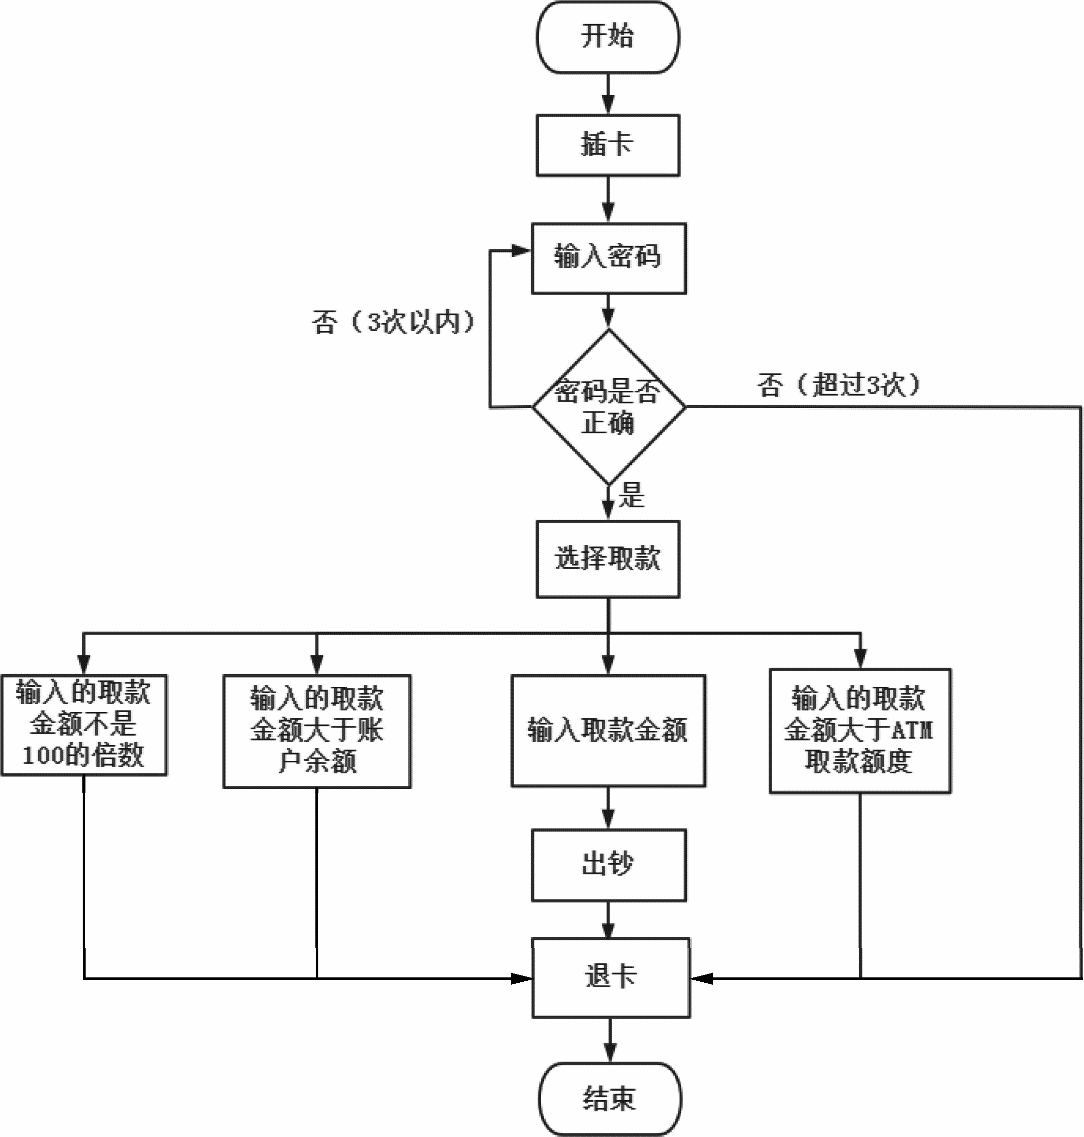 开始
插卡
输入密码
否（3次以内）
密码是否
正确
否（超过3次）
是
选择取款
输入的取款
金额不是
100的倍数
输入的取款
金额大于账
户余额
输入取款金额
输入的取款
金额大于ATM
取款额度
出钞
退卡
结束